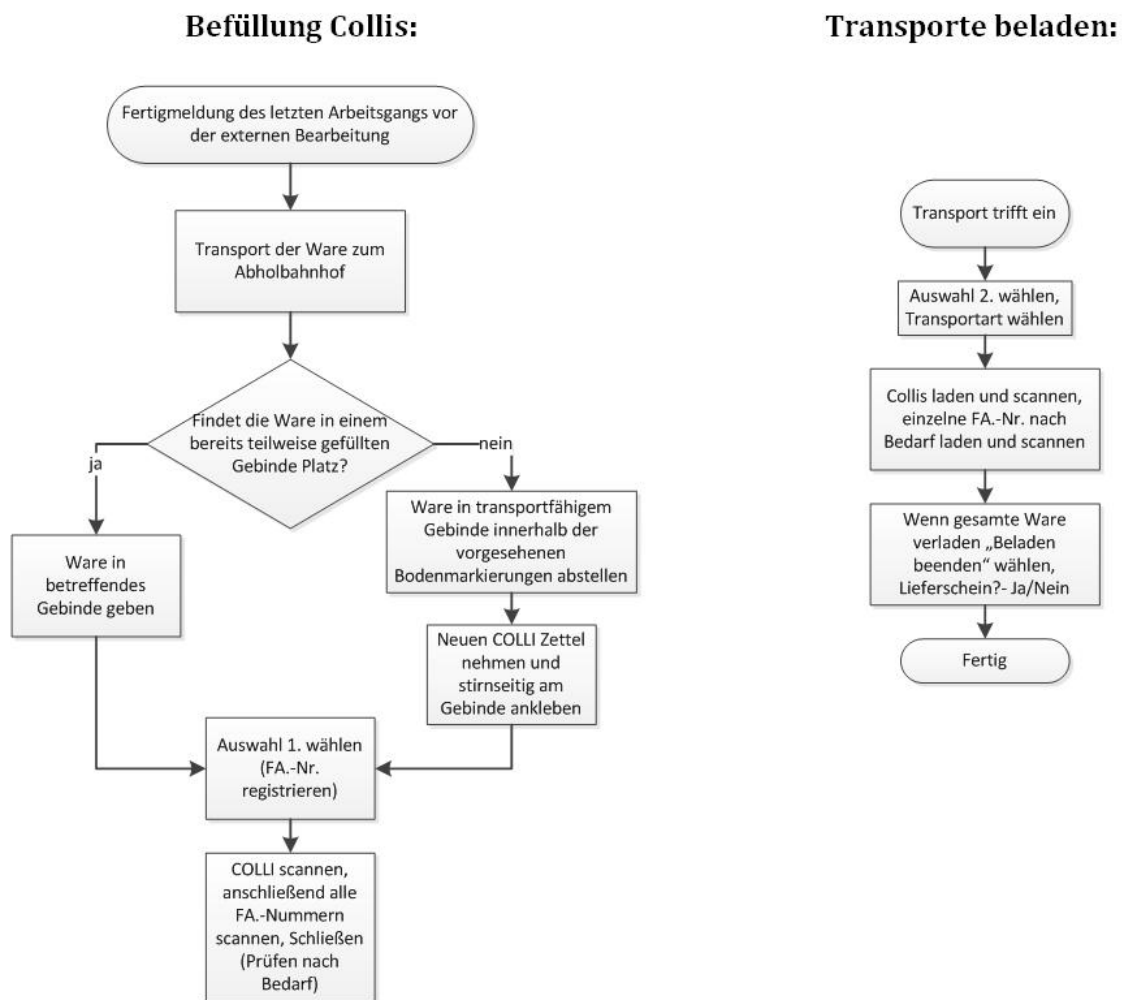 Befüllung Collis:
Fertigmeldung des letzten Arbeitsgangs vor
der externen Bearbeitung
Transport der Ware zum
Abholbahnhof
Findet die Ware in einem
bereits teilweise gefüllten
Gebinde Platz?
ja
nein
Ware in
betreffendes
Gebinde geben
Ware in transportfähigem
Gebinde innerhalb der
vorgesehenen
Bodenmarkierungen abstellen
Neuen COLLI Zettel
nehmen und
stirnseitig am
Gebinde ankleben
Auswahl 1. wählen
(FA.-Nr.
registrieren)
COLLI scannen,
anschließend alle
FA.-Nummern
scannen, Schließen
(Prüfen nach
Bedarf)
Transporte beladen:
Transport trifft ein
Auswahl 2. wählen,
Transportart wählen
Collis laden und scannen,
einzelne FA.-Nr. nach
Bedarf laden und scannen
Wenn gesamte Ware
verladen „Beladen
beenden“ wählen,
Lieferschein?- Ja/Nein
Fertig